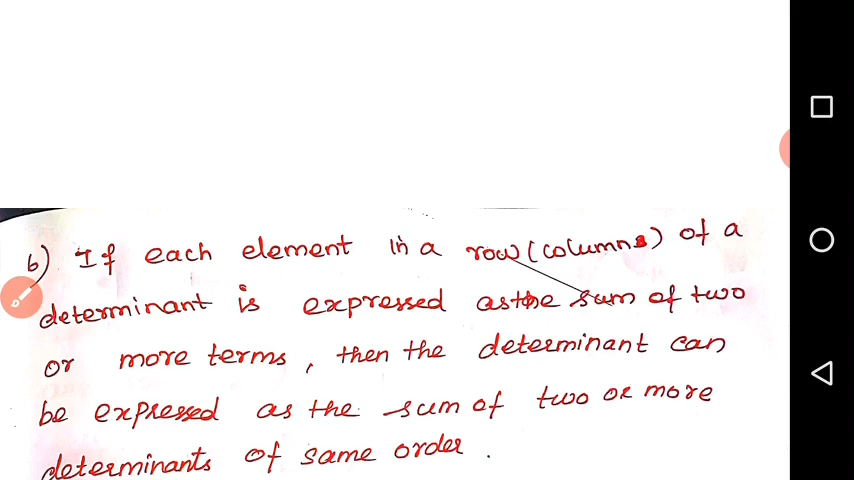 6) If each element in a row (columns) of a
determinant is expressed as the sum of two
or more terms, then the determinant can
be expressed as the sum of two or more
determinants of same order.